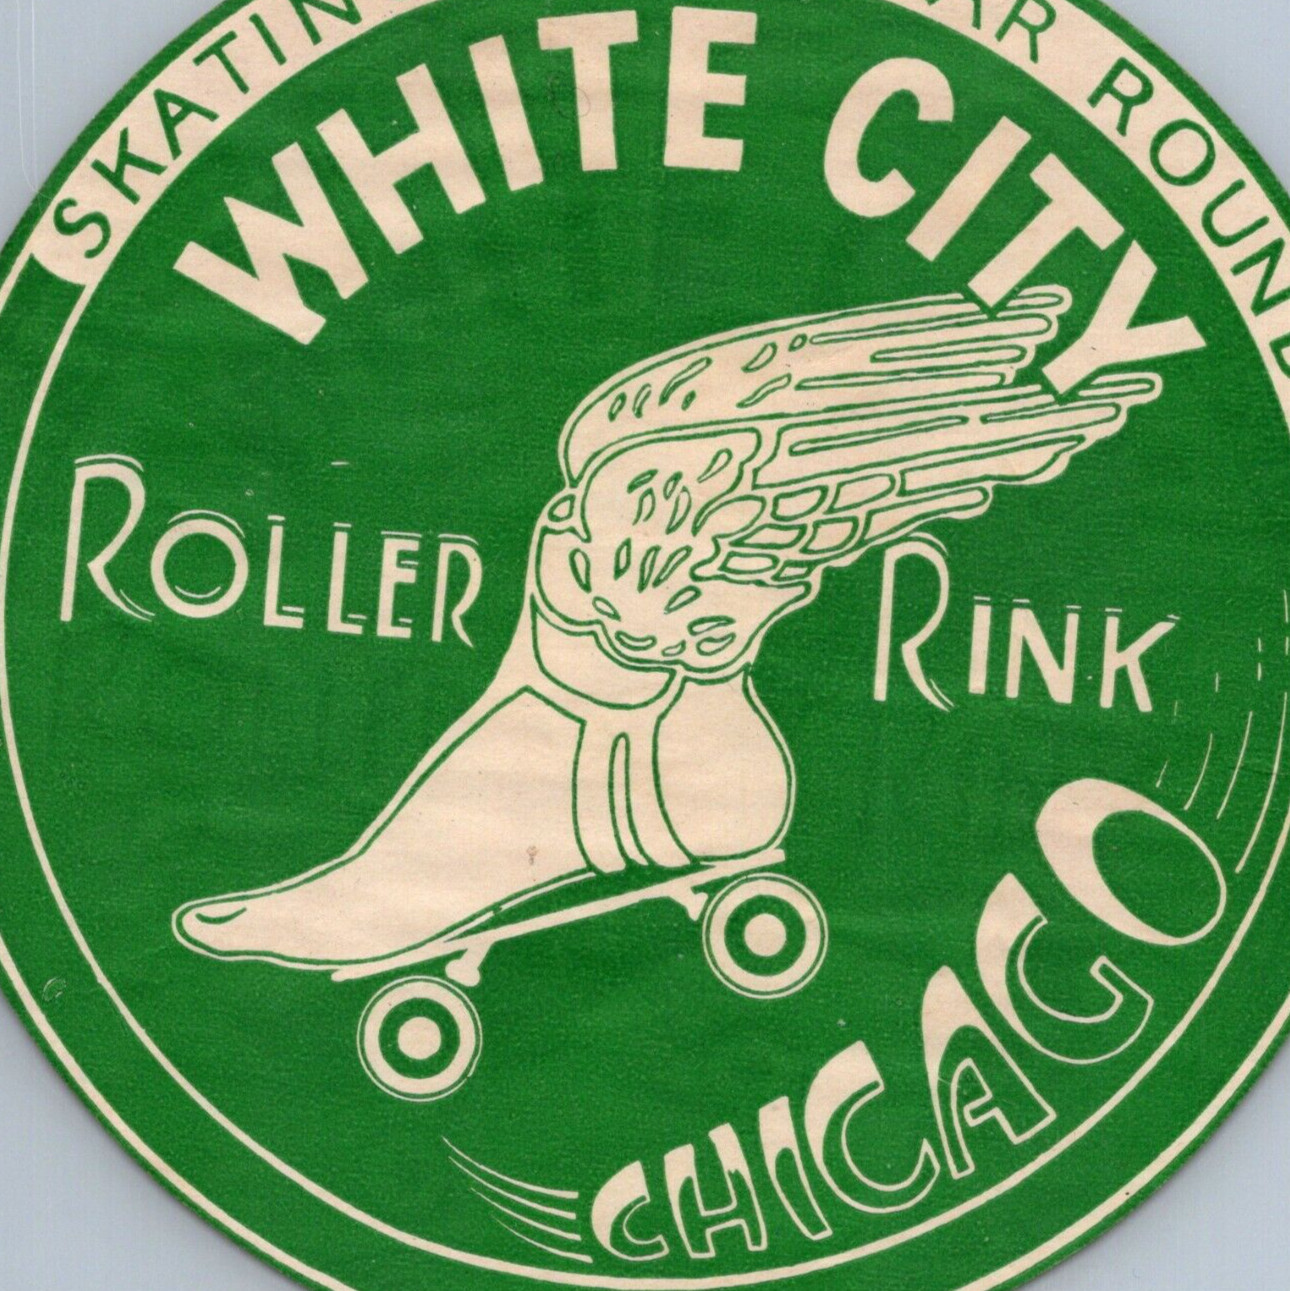 SKATIN AR ROUND
WHITE CITY
ROLLER RINK
CHICAGO